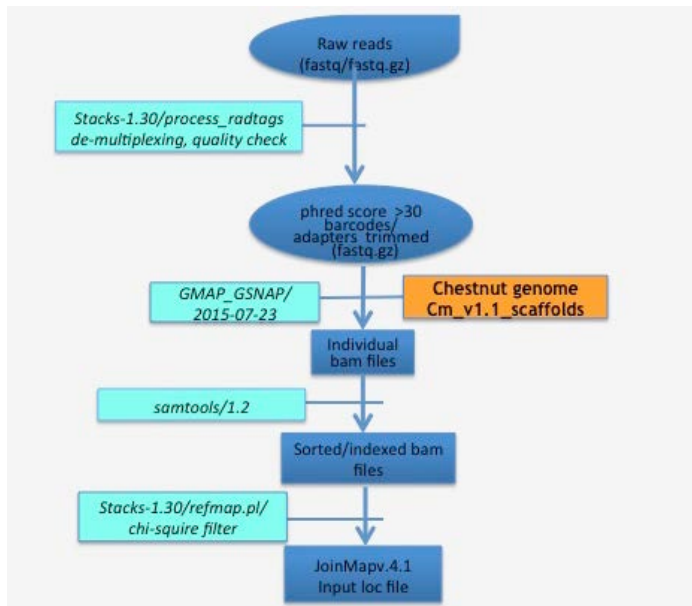 Raw reads
(fastq/fastq.gz)
Stacks-1.30/process_radtags
de-multiplexing, quality check
phred score >30
barcodes/
adapters trimmed
(fastq.gz)
GMAP_GSNAP/
2015-07-23
Chestnut genome
Cm_v1.1_scaffolds
Individual
bam files
samtools/1.2
Sorted/indexed bam
files
Stacks-1.30/refmap.pl/
chi-squire filter
JoinMapv.4.1
Input loc file